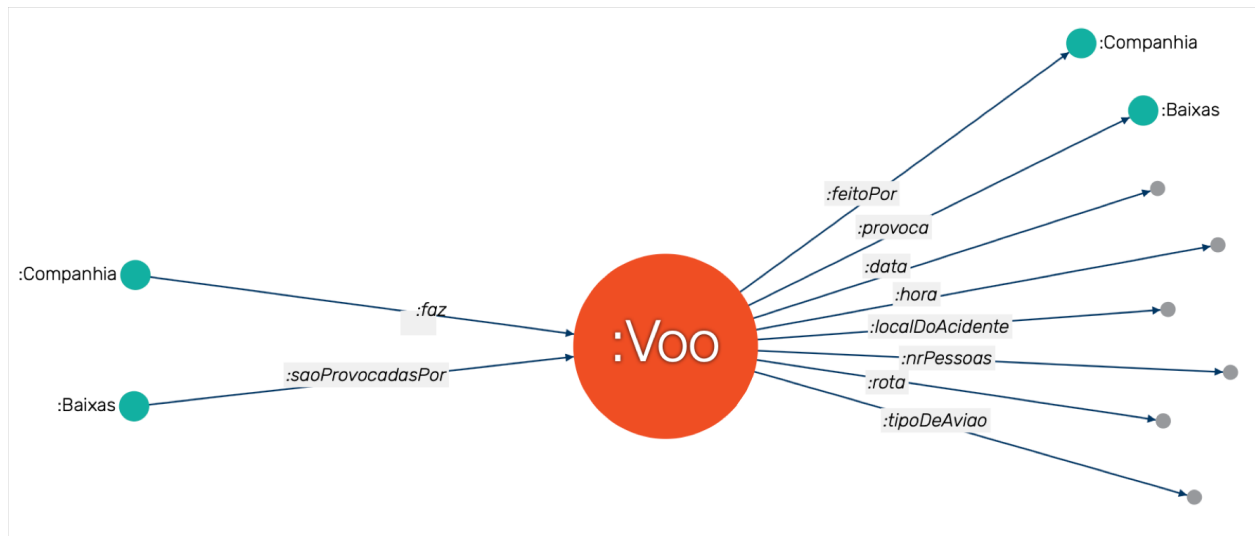 :Companhia
:Baixas
:feitoPor
:provoca
:data
:Companhia
:hora
:faz
:localDoAcidente
:Voo
:nrPessoas
:saoProvocadasPor
:rota
:Baixas
:tipoDeAviao